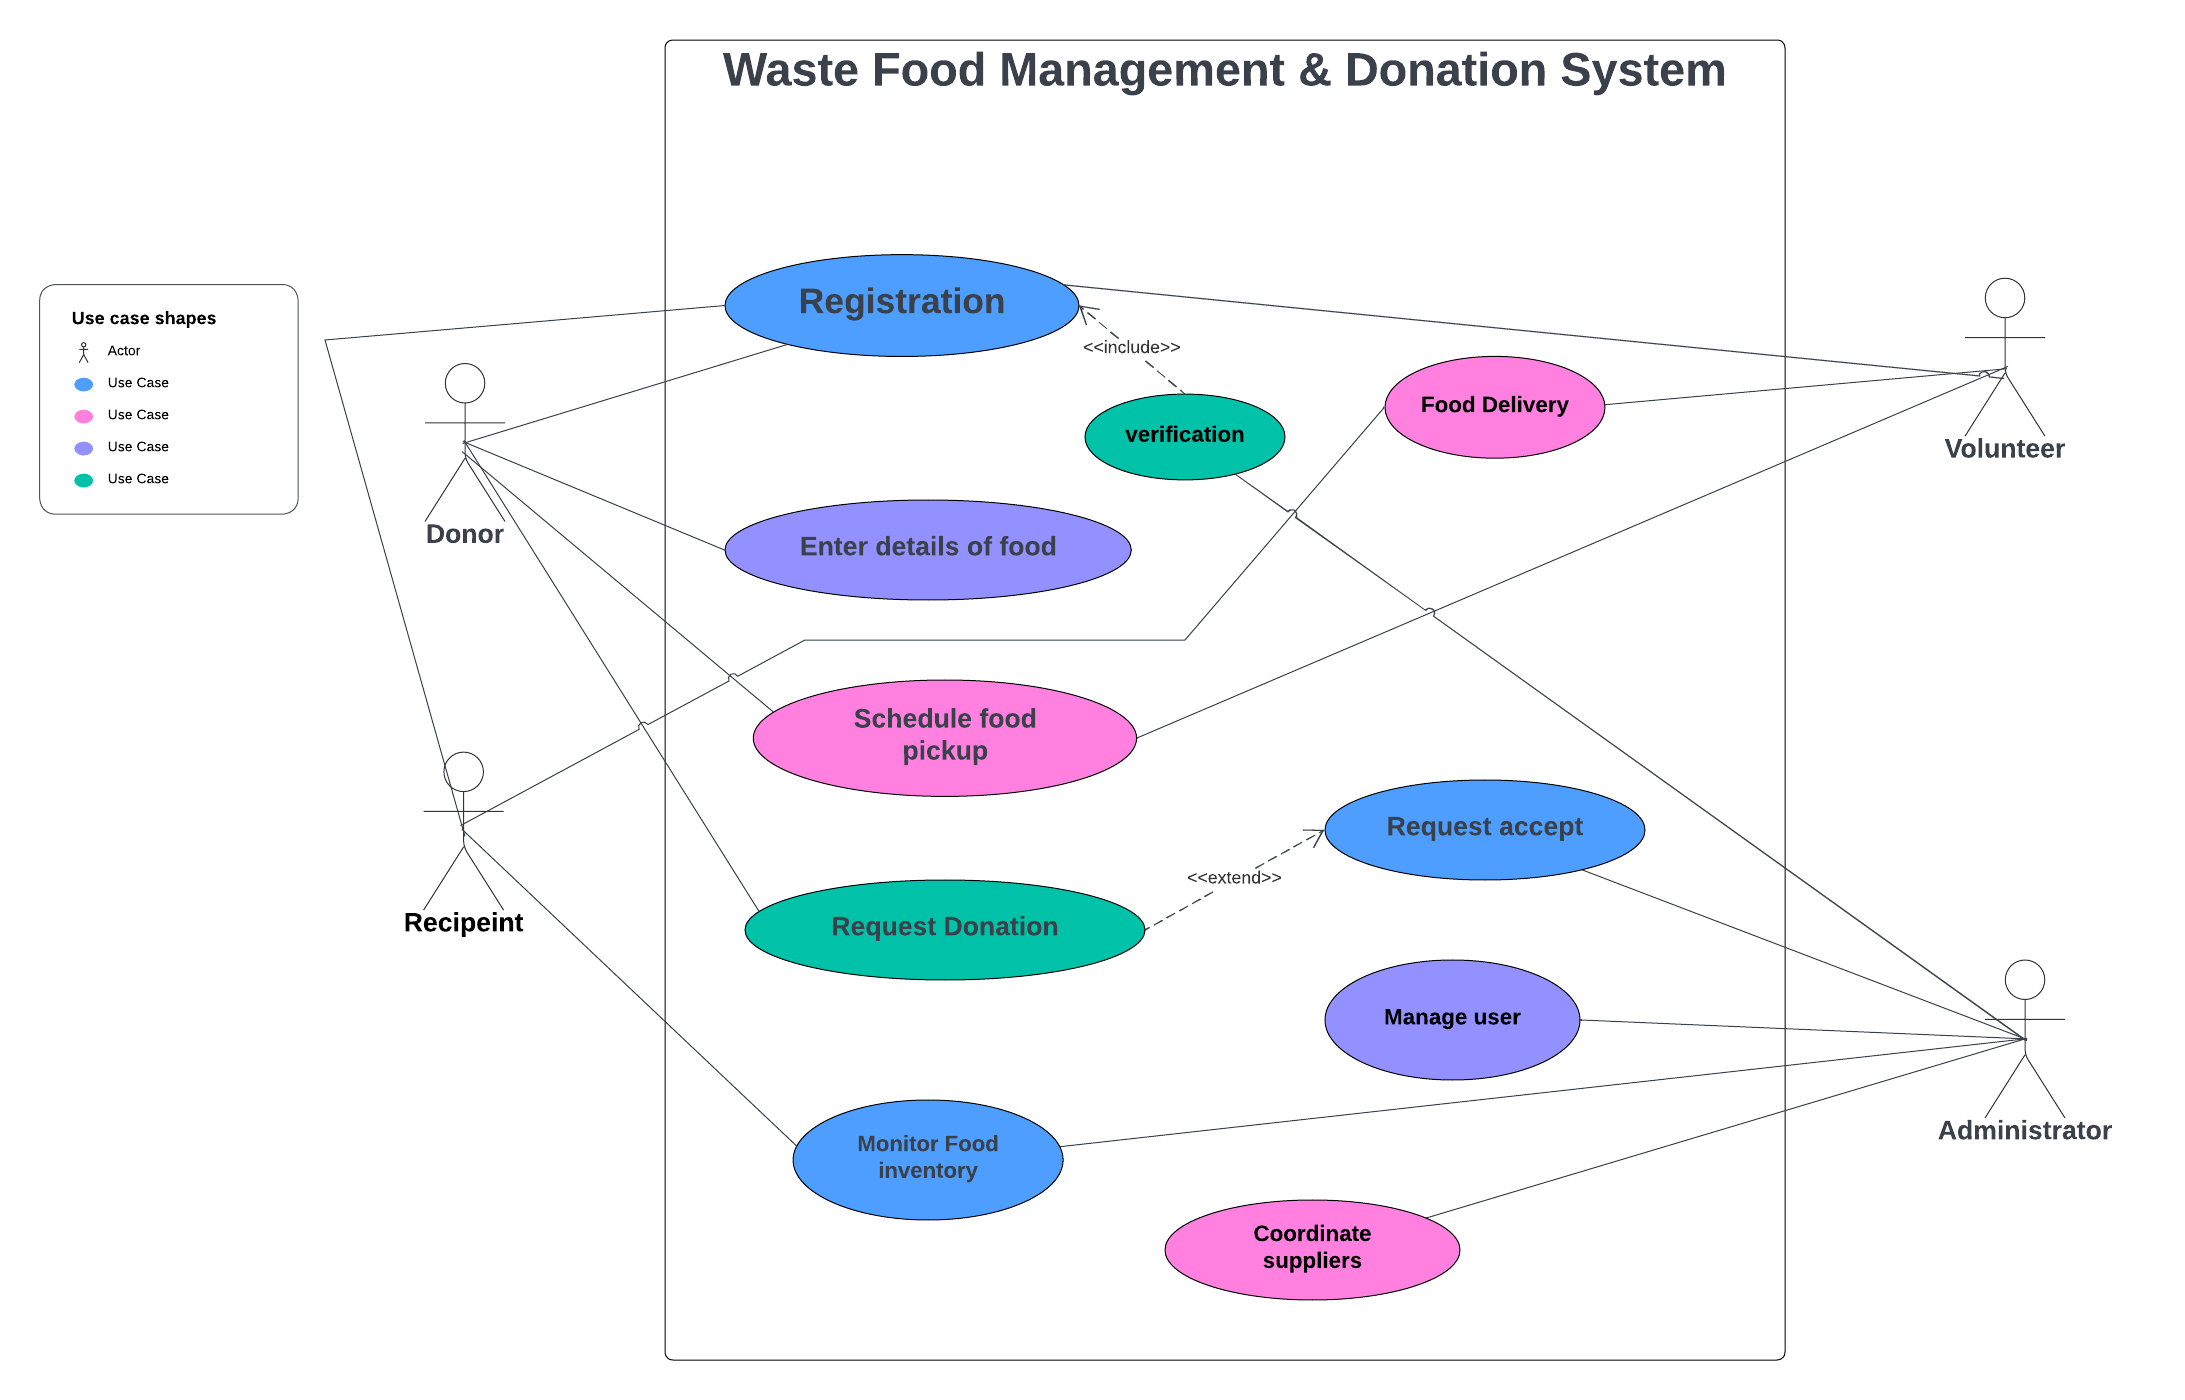 Waste Food Management & Donation System
Use case shapes
Actor
Use Case
Use Case
Use Case
Use Case
Registration
<<include>>
verification
Food Delivery
Volunteer
Donor
Enter details of food
Schedule food
pickup
Request accept
<<extend>>
Recipeint
Request Donation
Manage user
Administrator
Monitor Food
inventory
Coordinate
suppliers